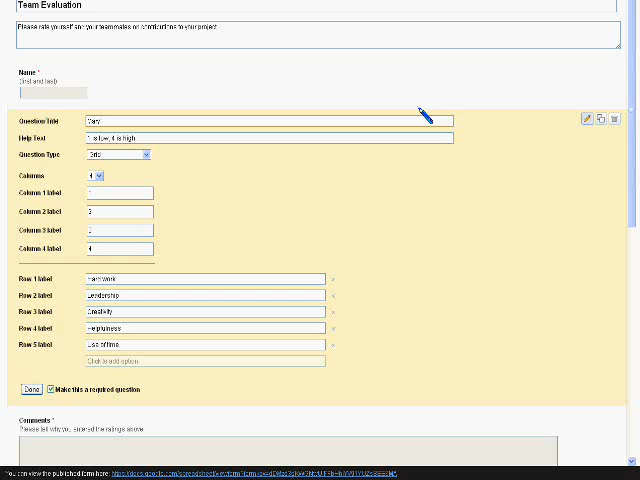 Team Evaluation
Please rate yourself and your teammates on contributions to your project.
Name *
(first and last)
Question Title
Help Text 1 is low, 4 is high
Question Type Grid
Columns 4
Column 1 label 1
Column 2 label
Column 3 label
Column 4 label 4
Row 1 label Hard work
Row 2 label Leadership
Row 3 label Creativity
Row 4 label Helpfulness
Row 5 label Use of time
Click to add option
Done Make this a required question
Comments *
Please tell why you entered the ratings above
You can view the published form here: